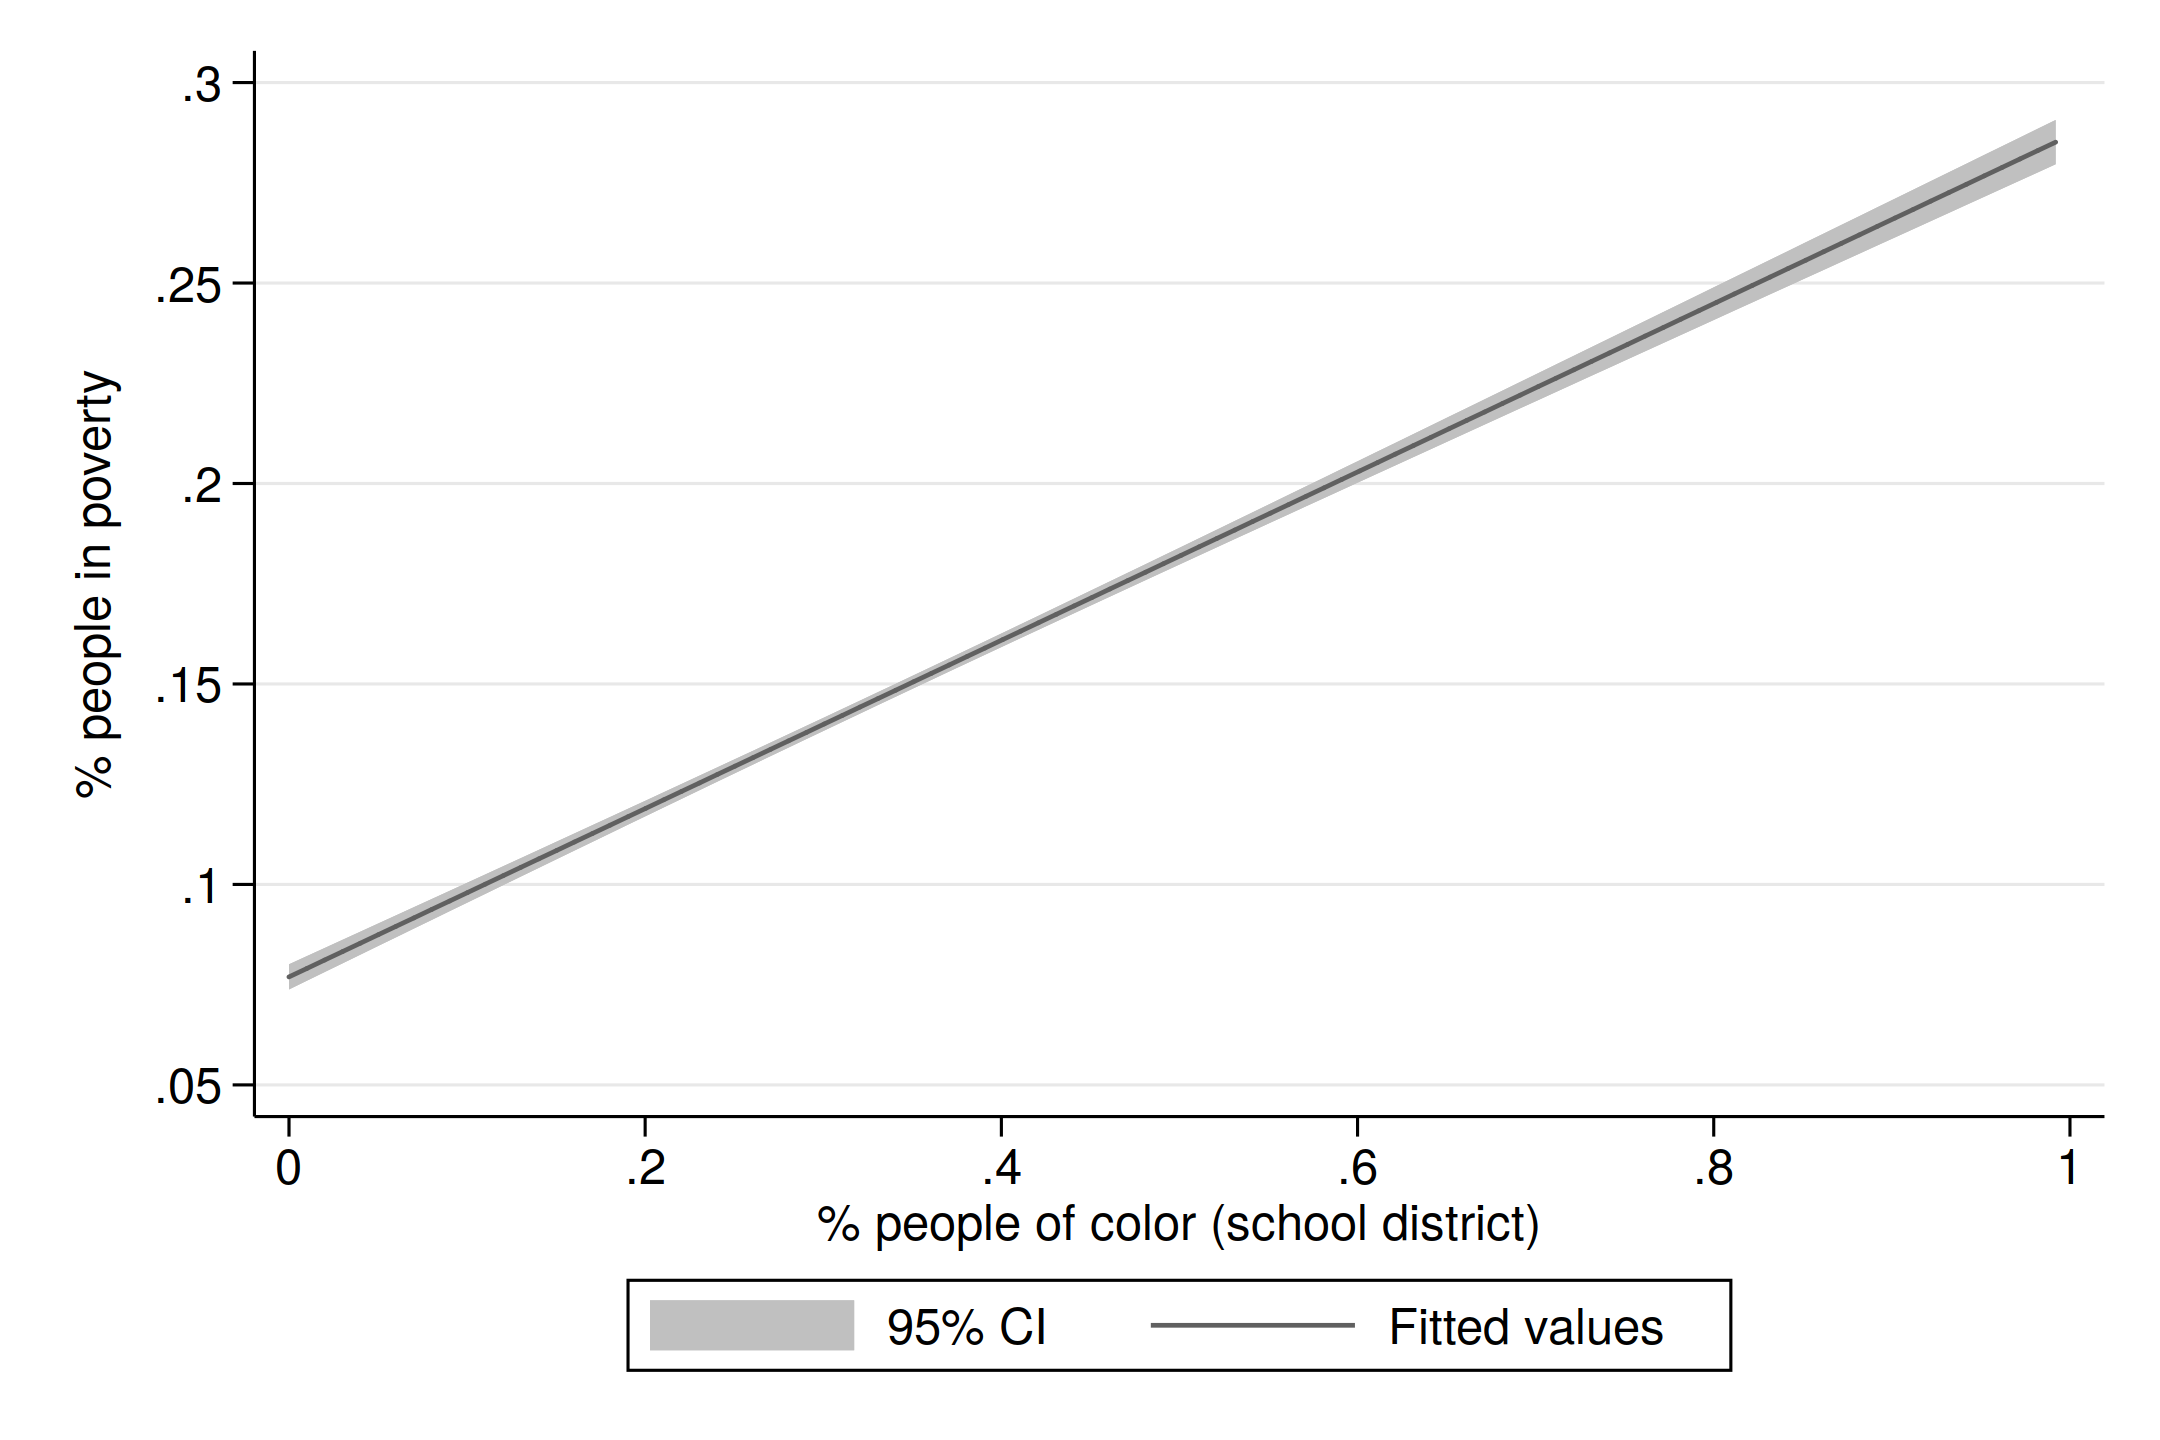 % people in poverty
.3
.25
.2
.15
.1
.05
0 .2 .4 .6 .8 1
% people of color (school district)
95% CI Fitted values